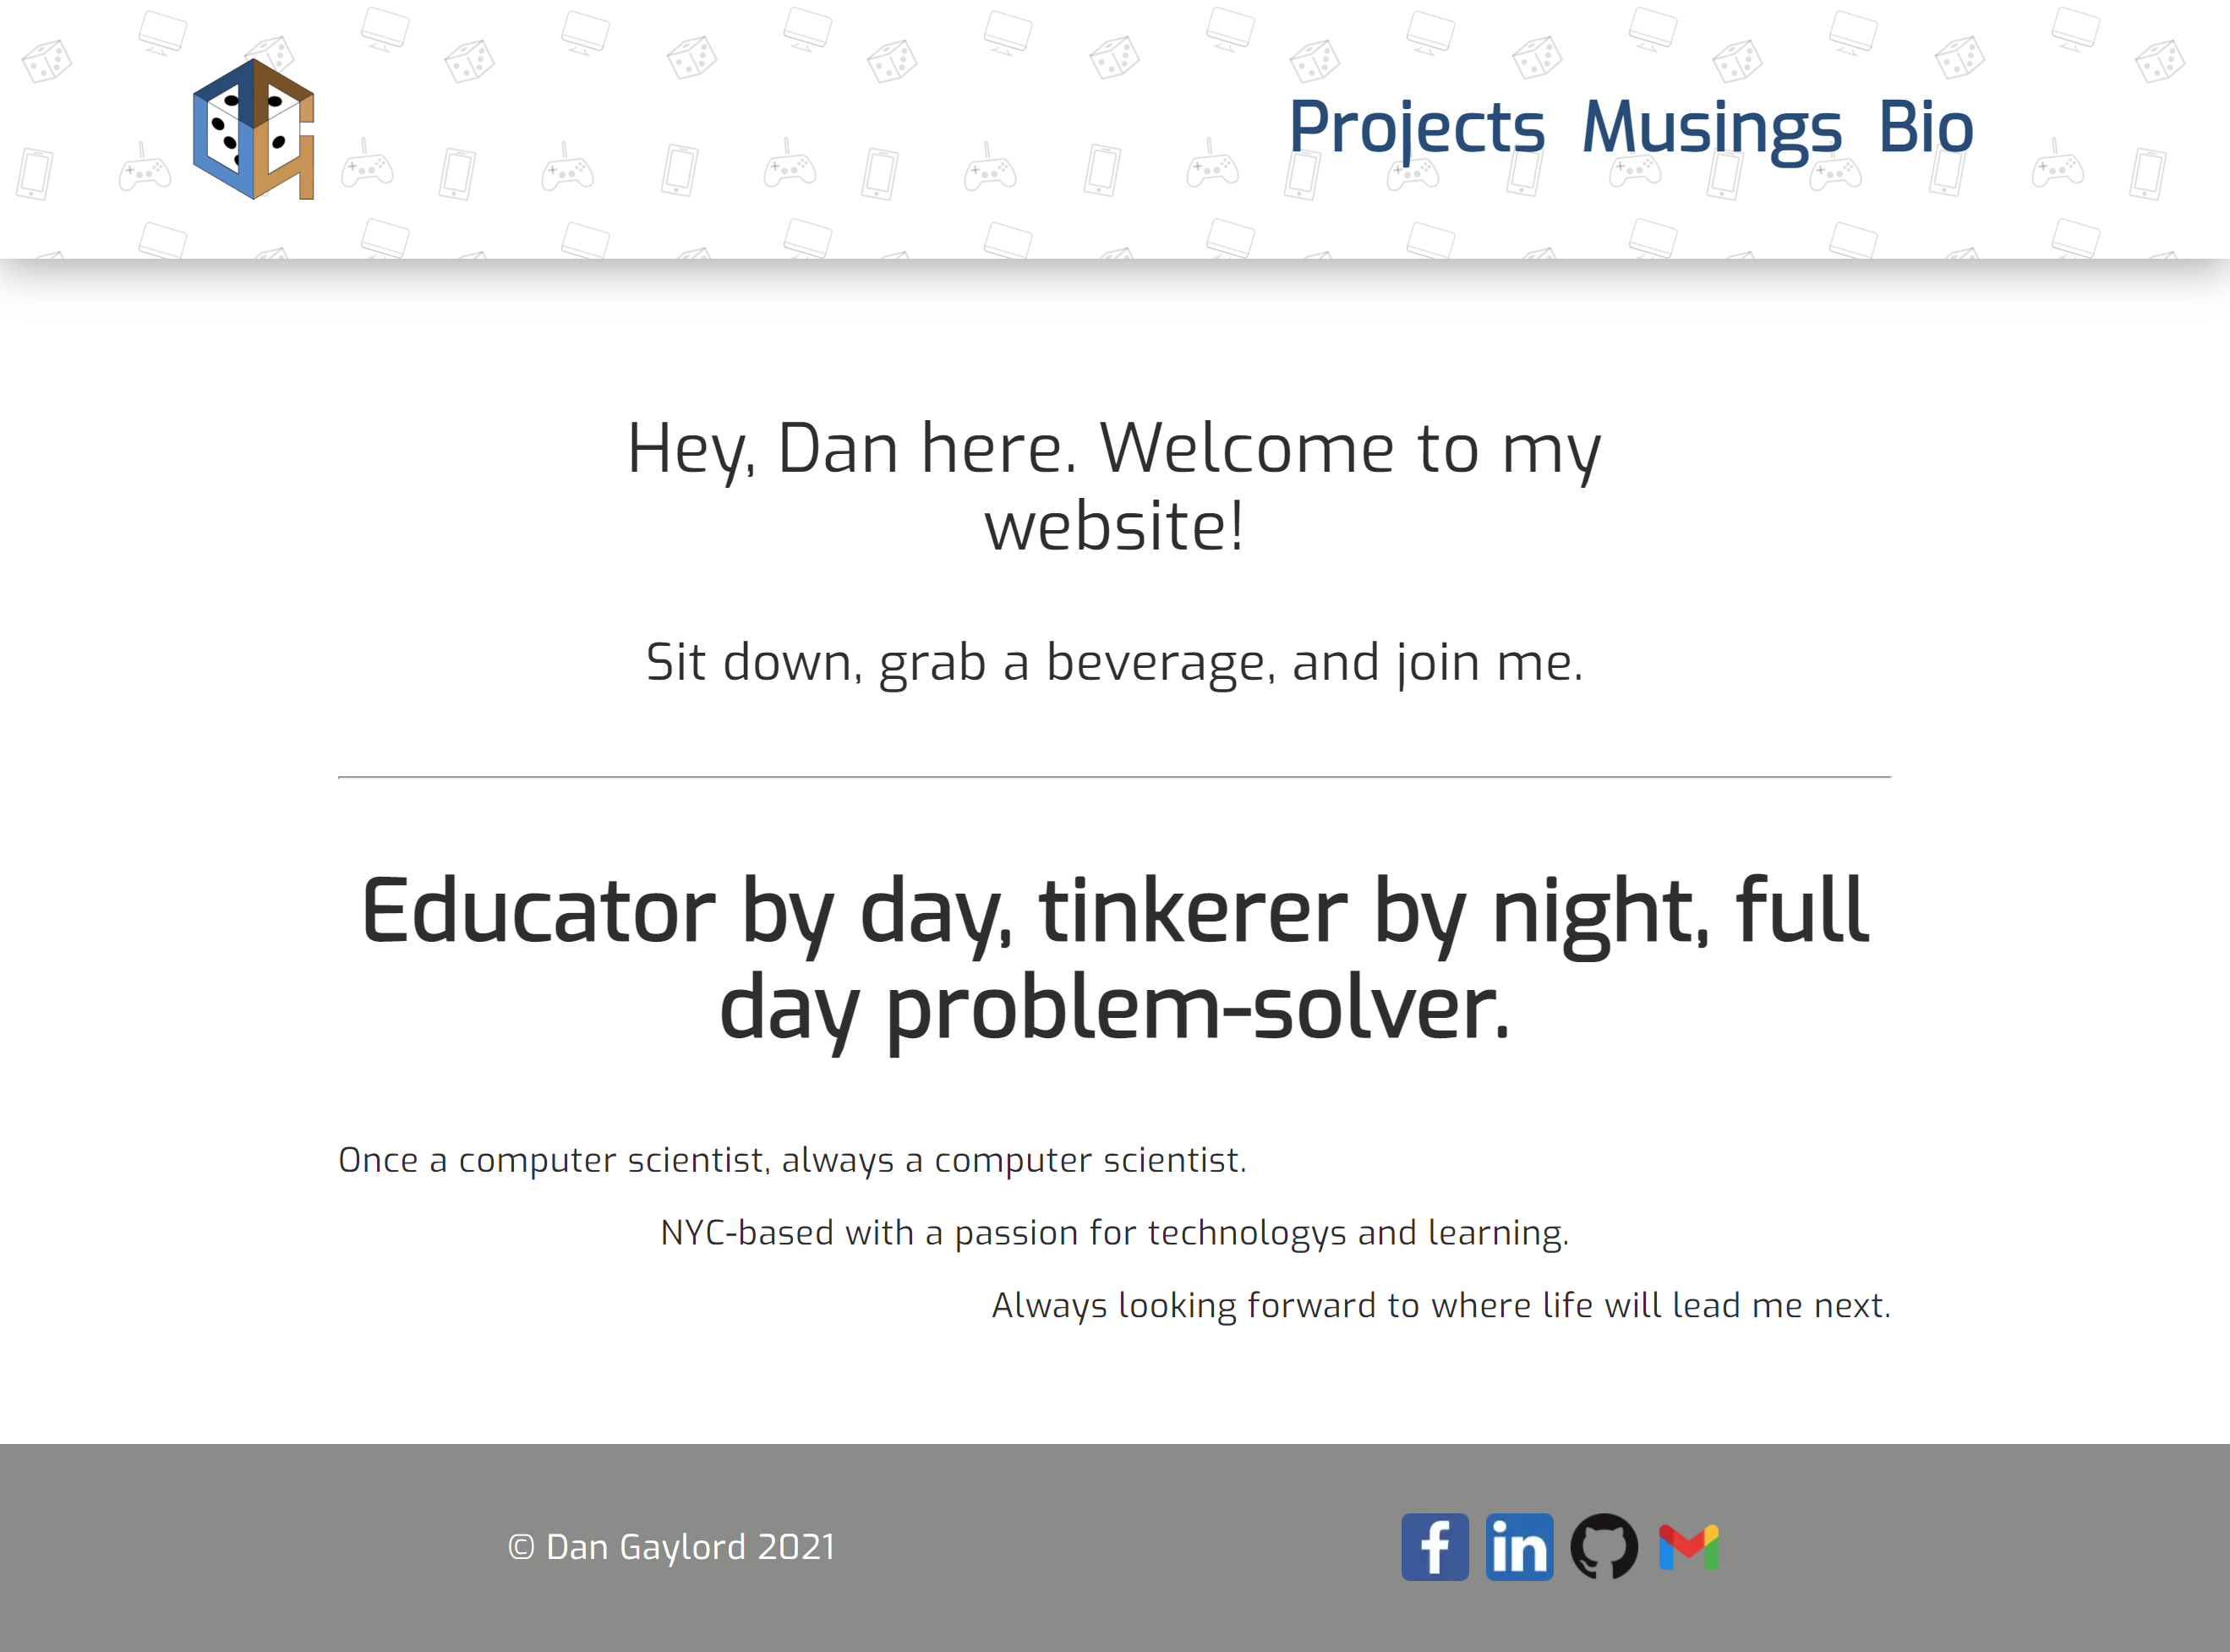 Projects Musings Bio
Hey, Dan here. Welcome to my
website!
Sit down, grab a beverage, and join me.
Educator by day, tinkerer by night, full
day problem-solver.
Once a computer scientist, always a computer scientist.
NYC-based with a passion for technologys and learning.
Always looking forward to where life will lead me next.
© Dan Gaylord 2021